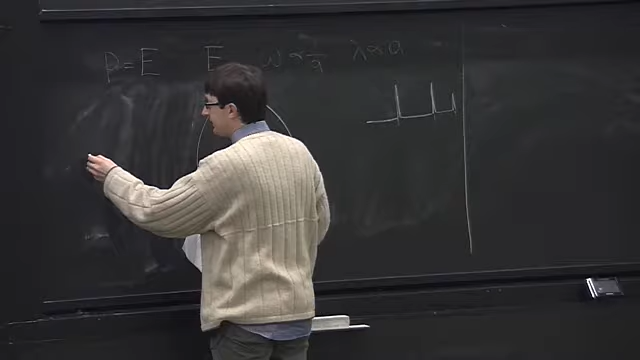 p = E E ω ~ 1/a λ ~ a